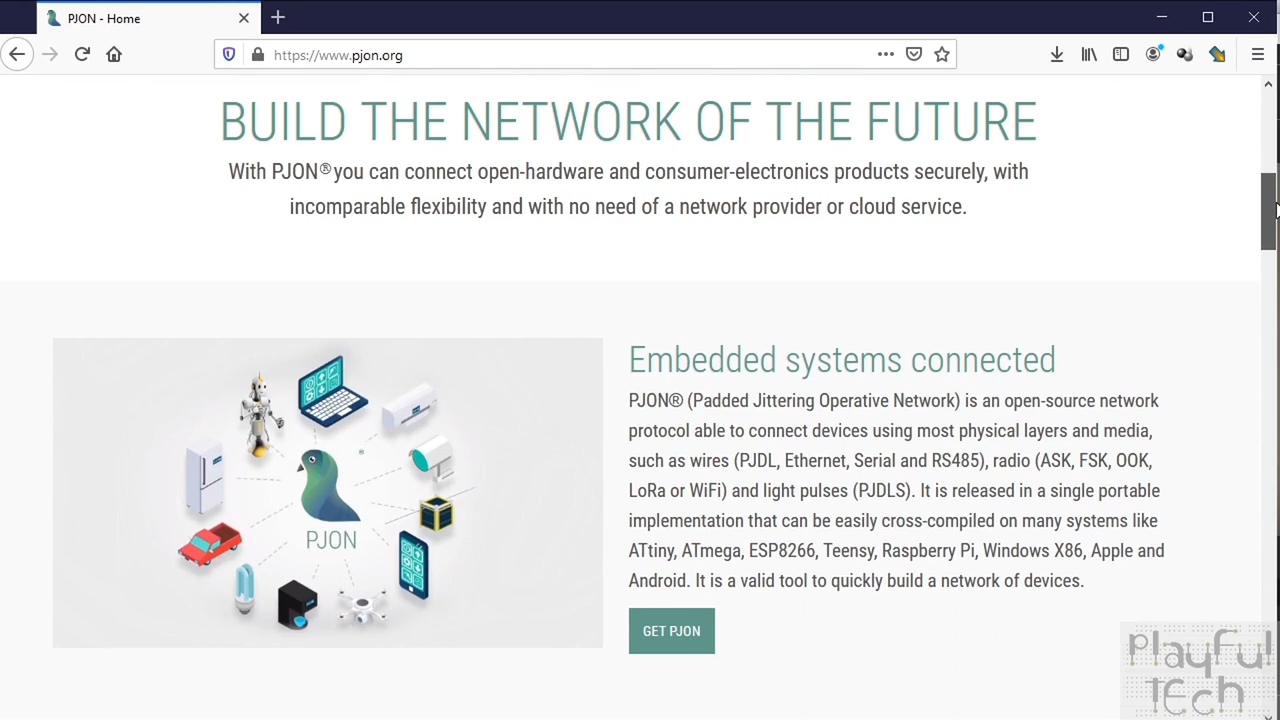 PJON - Home
https://www.pjon.org
BUILD THE NETWORK OF THE FUTURE
With PJON® you can connect open-hardware and consumer-electronics products securely, with
incomparable flexibility and with no need of a network provider or cloud service.
Embedded systems connected
PJON® (Padded Jittering Operative Network) is an open-source network
protocol able to connect devices using most physical layers and media,
such as wires (PJDL, Ethernet, Serial and RS485), radio (ASK, FSK, OOK,
LoRa or WiFi) and light pulses (PJDLS). It is released in a single portable
implementation that can be easily cross-compiled on many systems like
ATtiny, ATmega, ESP8266, Teensy, Raspberry Pi, Windows X86, Apple and
Android. It is a valid tool to quickly build a network of devices.
PJON
GET PJON
Playful
TEch